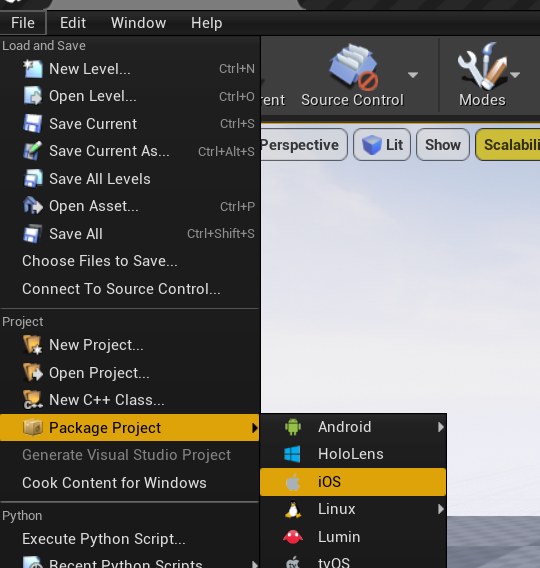 File Edit Window Help
Load and Save
New Level... Ctrl+N
Open Level... Ctrl+O
Save Current Ctrl+S
Save Current As... Ctrl+Alt+S
Save All Levels
Open Asset... Ctrl+P
Save All Ctrl+Shift+S
Choose Files to Save...
Connect To Source Control...
Project
New Project...
Open Project...
New C++ Class...
Package Project
Generate Visual Studio Project
Cook Content for Windows
Python
Execute Python Script...
Recent Python Scripts
Source Control
Modes
Perspective
Lit
Show
Android
HoloLens
iOS
Linux
Lumin
tvOS